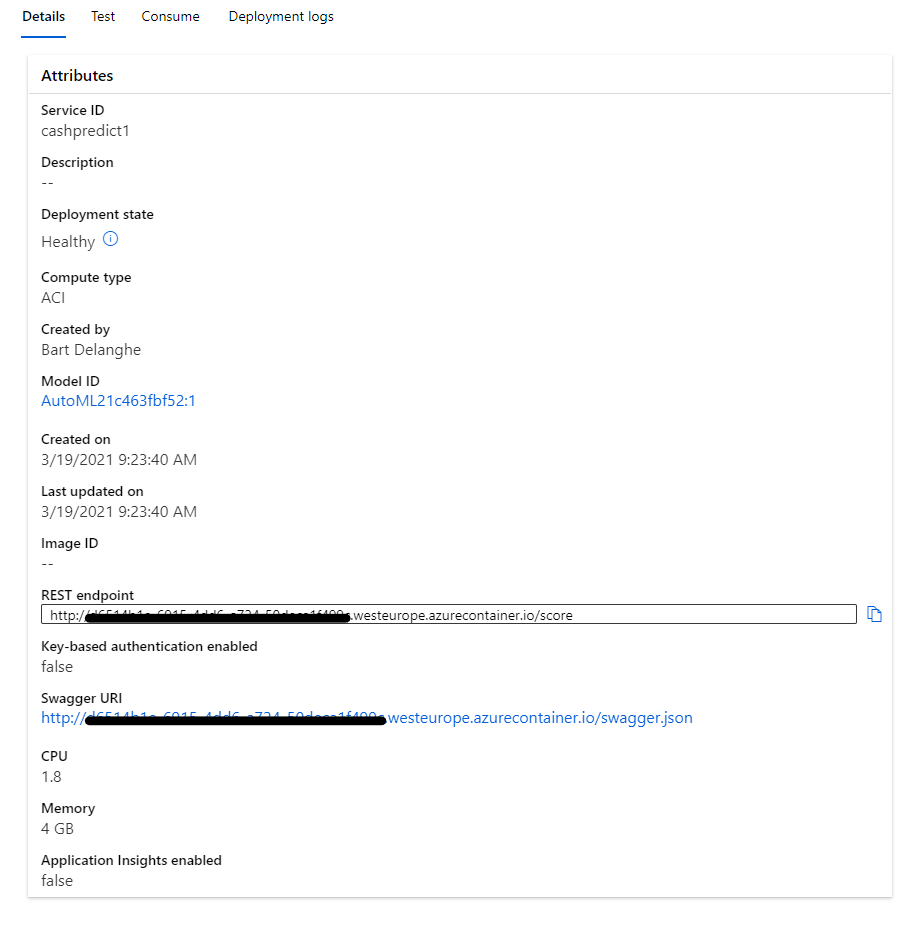 Details Test Consume Deployment logs
Attributes
Service ID
cashpredict1
Description
--
Deployment state
Healthy
Compute type
ACI
Created by
Bart Delanghe
Model ID
AutoML21c463fbf52:1
Created on
3/19/2021 9:23:40 AM
Last updated on
3/19/2021 9:23:40 AM
Image ID
--
REST endpoint
http:// .westeurope.azurecontainer.io/score
Key-based authentication enabled
false
Swagger URI
http:// .westeurope.azurecontainer.io/swagger.json
CPU
1.8
Memory
4 GB
Application Insights enabled
false